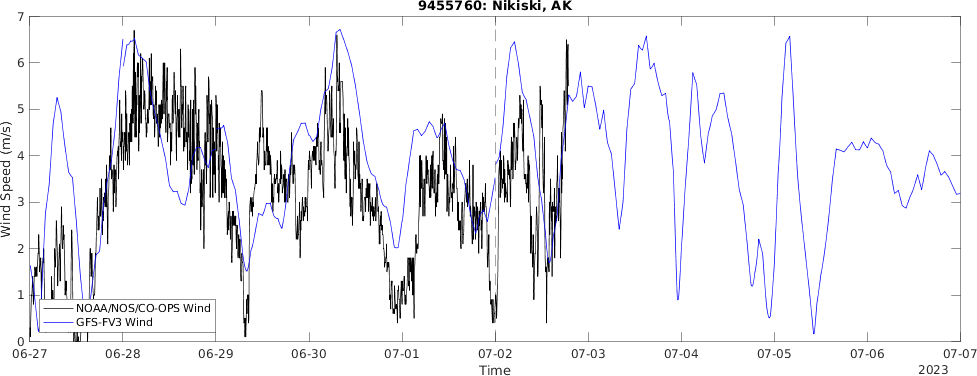 9455760: Nikiski, AK
Wind Speed (m/s)
7
6
5
4
3
2
1
0
NOAA/NOS/CO-OPS Wind
GFS-FV3 Wind
06-27 06-28 06-29 06-30 07-01 07-02 07-03 07-04 07-05 07-06 07-07
Time
2023